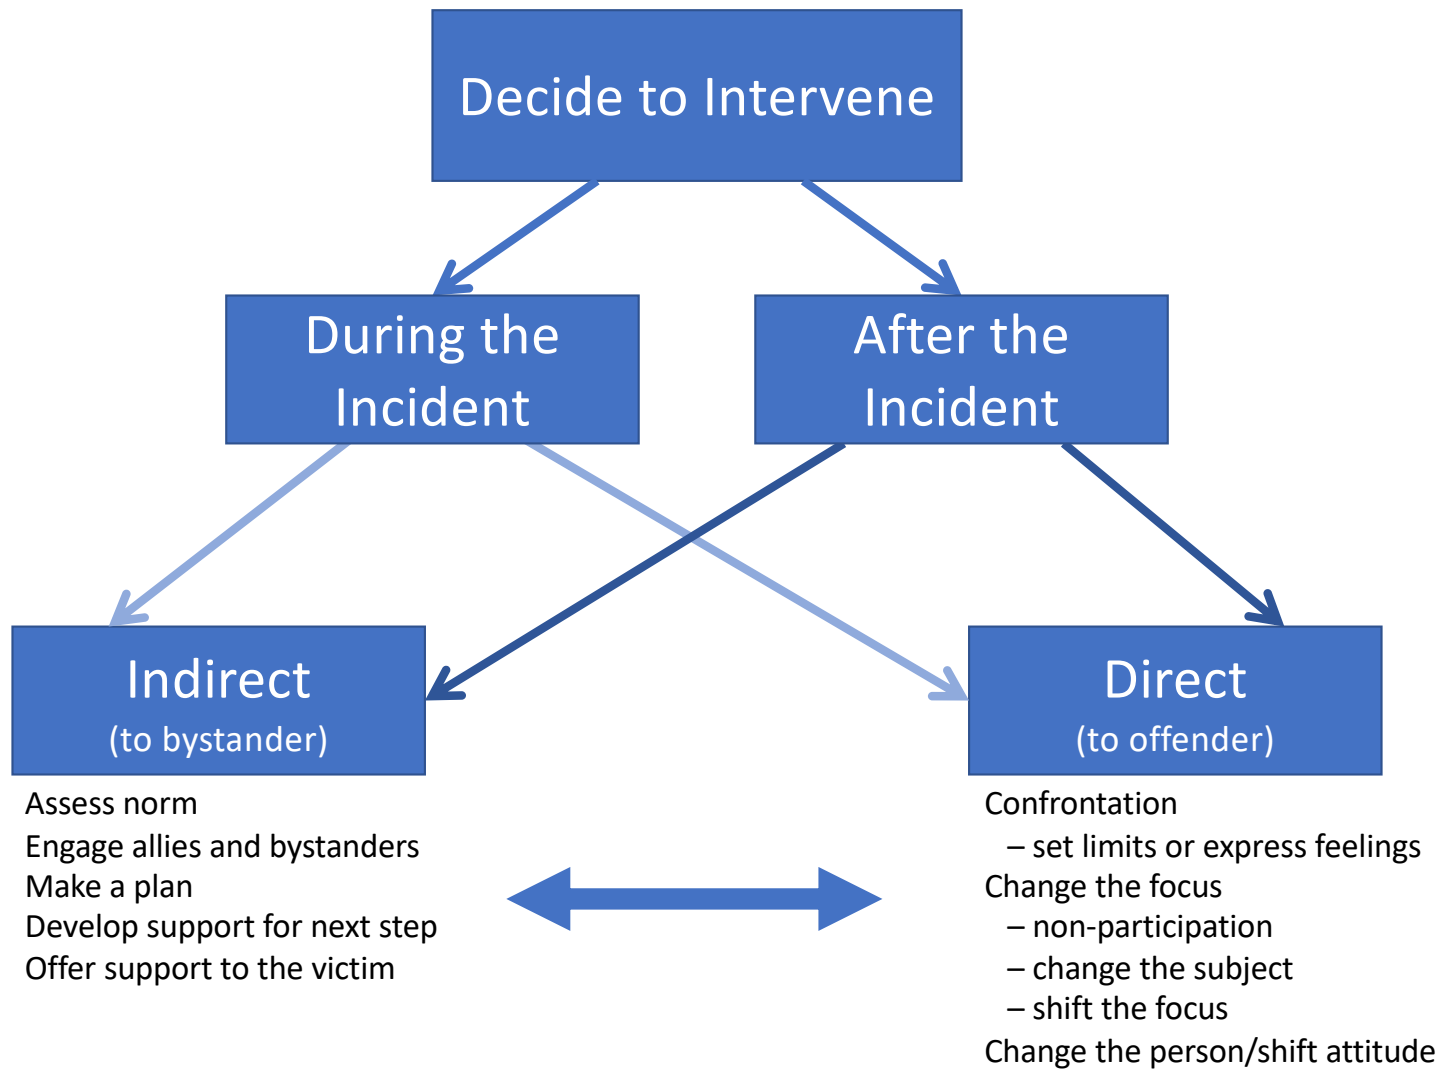 Decide to Intervene
During the
Incident
After the
Incident
Indirect
(to bystander)
Assess norm
Engage allies and bystanders
Make a plan
Develop support for next step
Offer support to the victim
Direct
(to offender)
Confrontation
– set limits or express feelings
Change the focus
– non-participation
– change the subject
– shift the focus
Change the person/shift attitude